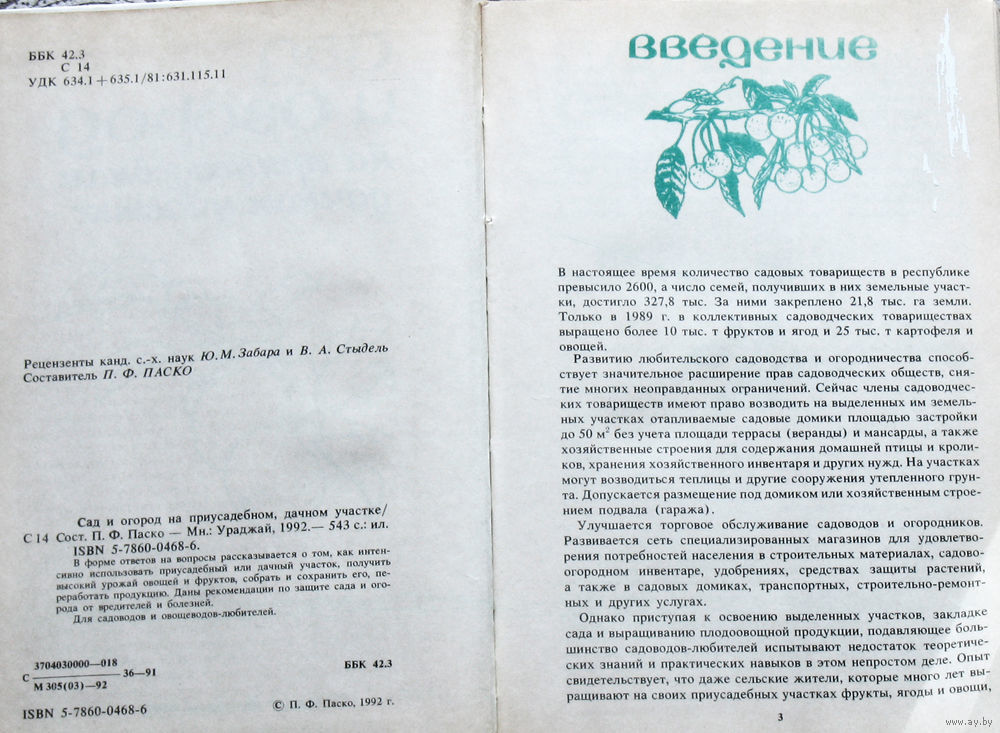 ББК 42.3
С 14
УДК 634.1+635.1/81:631.115.11
Рецензенты канд. с.-х. наук Ю. М. Забара и В. А. Стыдель
Составитель П. Ф. ПАСКО
Сад и огород на приусадебном, дачном участке/
С 14 Сост. П. Ф. Паско — Мн.: Ураджай, 1992.— 543 с.: ил.
ISBN 5-7860-0468-6.
В форме ответов на вопросы рассказывается о том, как интен-
сивно использовать приусадебный или дачный участок, получить
высокий урожай овощей и фруктов, собрать и сохранить его, пе-
реработать продукцию. Даны рекомендации по защите сада и ого-
рода от вредителей и болезней.
Для садоводов и овощеводов-любителей.
3704030000—018
С 36—91
М 305(03)—92
ББК 42.3
ISBN 5-7860-0468-6
© П. Ф. Паско, 1992 г.
введение
В настоящее время количество садовых товариществ в республике
превысило 2600, а число семей, получивших в них земельные участ-
ки, достигло 327,8 тыс. За ними закреплено 21,8 тыс. га земли.
Только в 1989 г. в коллективных садоводческих товариществах
выращено более 10 тыс. т фруктов и ягод и 25 тыс. т картофеля и
овощей.
Развитию любительского садоводства и огородничества способ-
ствует значительное расширение прав садоводческих обществ, сня-
тие многих неоправданных ограничений. Сейчас члены садоводчес-
ких товариществ имеют право возводить на выделенных им земель-
ных участках отапливаемые садовые домики площадью застройки
до 50 м² без учета площади террасы (веранды) и мансарды, а также
хозяйственные строения для содержания домашней птицы и кроли-
ков, хранения хозяйственного инвентаря и других нужд. На участках
могут возводиться теплицы и другие сооружения утепленного грун-
та. Допускается размещение под домиком или хозяйственным строе-
нием подвала (гаража).
Улучшается торговое обслуживание садоводов и огородников.
Развивается сеть специализированных магазинов для удовлетво-
рения потребностей населения в строительных материалах, садово-
огородном инвентаре, удобрениях, средствах защиты растений,
а также в садовых домиках, транспортных, строительно-ремонт-
ных и других услугах.
Однако приступая к освоению выделенных участков, закладке
сада и выращиванию плодоовощной продукции, подавляющее боль-
шинство садоводов-любителей испытывают недостаток теоретичес-
ких знаний и практических навыков в этом непростом деле. Опыт
свидетельствует, что даже сельские жители, которые много лет вы-
ращивают на своих приусадебных участках фрукты, ягоды и овощи,
3
www.ay.by